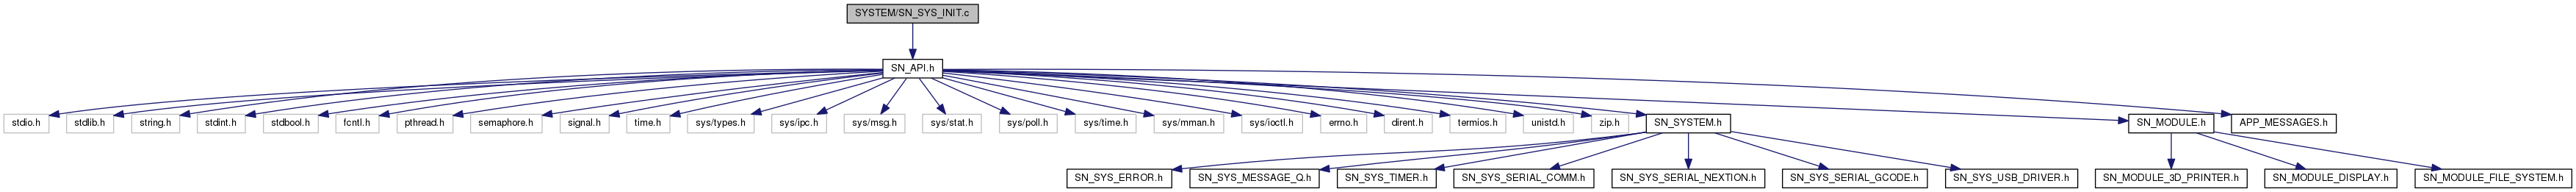 SYSTEM/SN_SYS_INIT.c
SN_API.h
stdio.h
stdlib.h
string.h
stdint.h
stdbool.h
fcntl.h
pthread.h
semaphore.h
signal.h
time.h
sys/types.h
sys/ipc.h
sys/msg.h
sys/stat.h
sys/poll.h
sys/time.h
sys/mman.h
sys/ioctl.h
errno.h
dirent.h
termios.h
unistd.h
zip.h
SN_SYSTEM.h
SN_MODULE.h
APP_MESSAGES.h
SN_SYS_ERROR.h
SN_SYS_MESSAGE_Q.h
SN_SYS_TIMER.h
SN_SYS_SERIAL_COMM.h
SN_SYS_SERIAL_NEXTION.h
SN_SYS_SERIAL_GCODE.h
SN_SYS_USB_DRIVER.h
SN_MODULE_3D_PRINTER.h
SN_MODULE_DISPLAY.h
SN_MODULE_FILE_SYSTEM.h